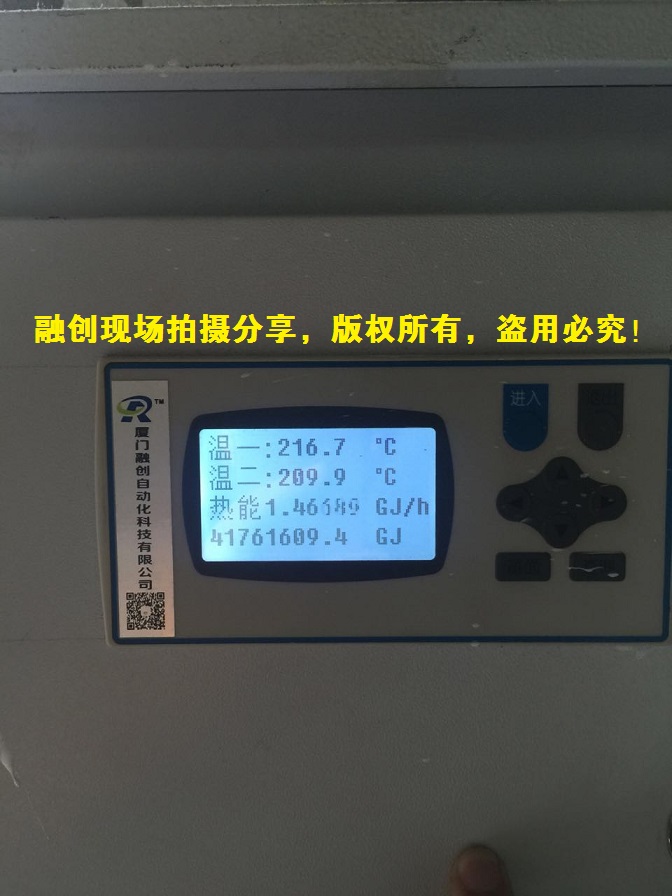 融创现场拍摄分享，版权所有，盗用必究！
TM
厦门融创自动化科技有限公司
温一:216.7 ℃
温二:209.9 ℃
热能 GJ/h
41761609.4 GJ
进入